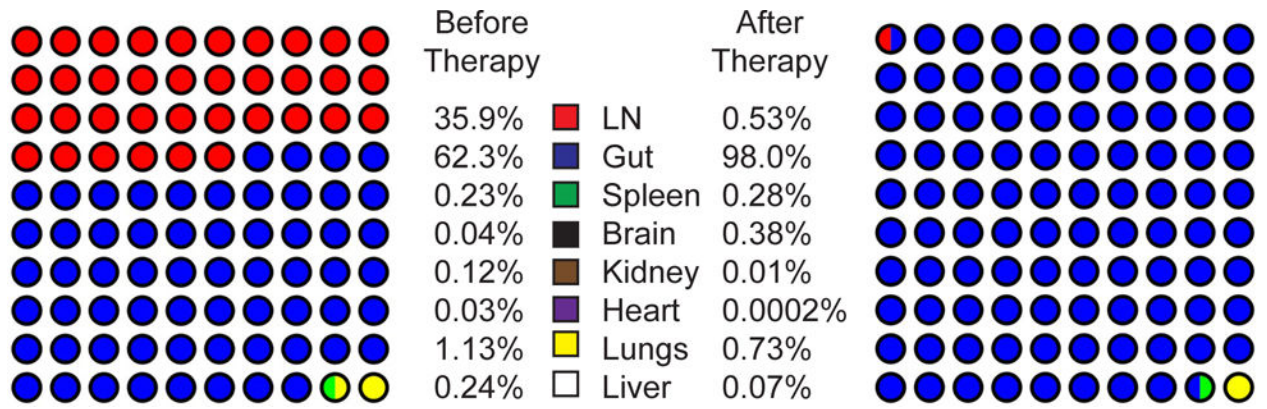 Before After
Therapy Therapy
35.9% LN 0.53%
62.3% Gut 98.0%
0.23% Spleen 0.28%
0.04% Brain 0.38%
0.12% Kidney 0.01%
0.03% Heart 0.0002%
1.13% Lungs 0.73%
0.24% Liver 0.07%